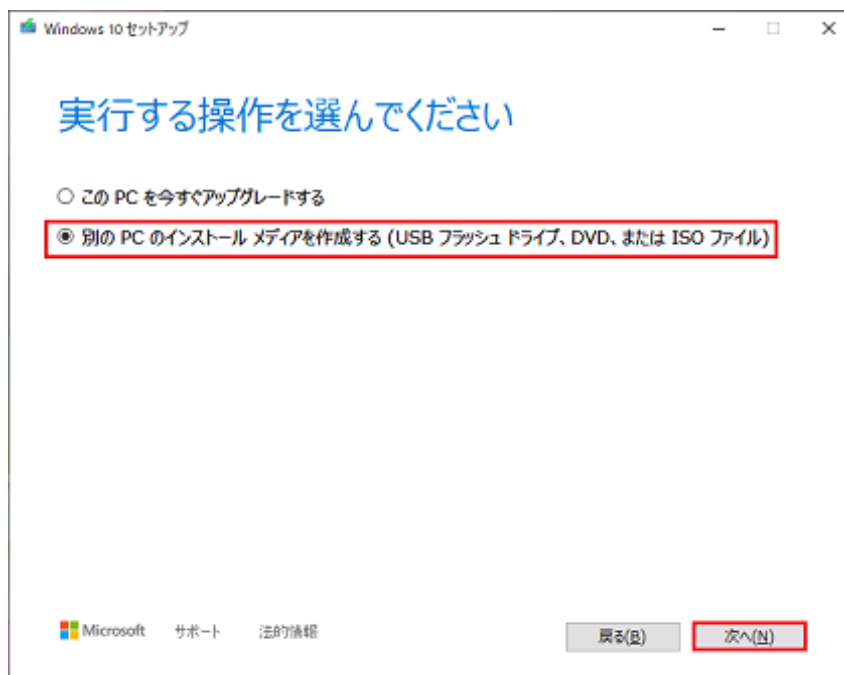 Windows 10 セットアップ
実行する操作を選んでください
この PC を今すぐアップグレードする
別の PC のインストール メディアを作成する (USB フラッシュ ドライブ、DVD、または ISO ファイル)
Microsoft サポート 法的情報 戻る(B) 次へ(N)